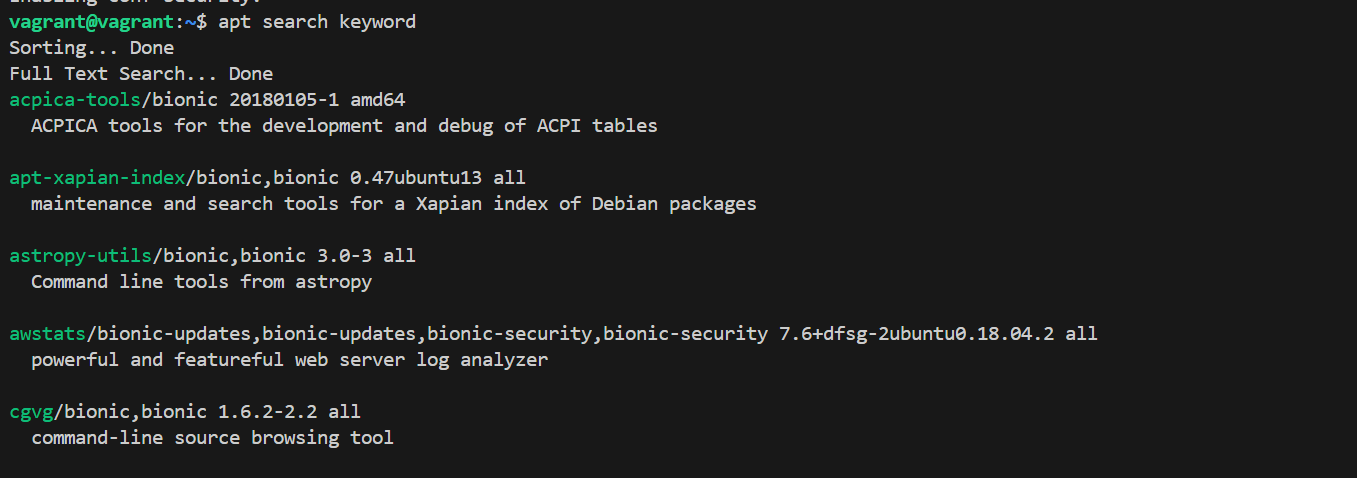 vagrant@vagrant:~$ apt search keyword
Sorting... Done
Full Text Search... Done
acpica-tools/bionic 20180105-1 amd64
  ACPICA tools for the development and debug of ACPI tables
apt-xapian-index/bionic,bionic 0.47ubuntu13 all
  maintenance and search tools for a Xapian index of Debian packages
astropy-utils/bionic,bionic 3.0-3 all
  Command line tools from astropy
awstats/bionic-updates,bionic-updates,bionic-security,bionic-security 7.6+dfsg-2ubuntu0.18.04.2 all
  powerful and featureful web server log analyzer
cgvg/bionic,bionic 1.6.2-2.2 all
  command-line source browsing tool